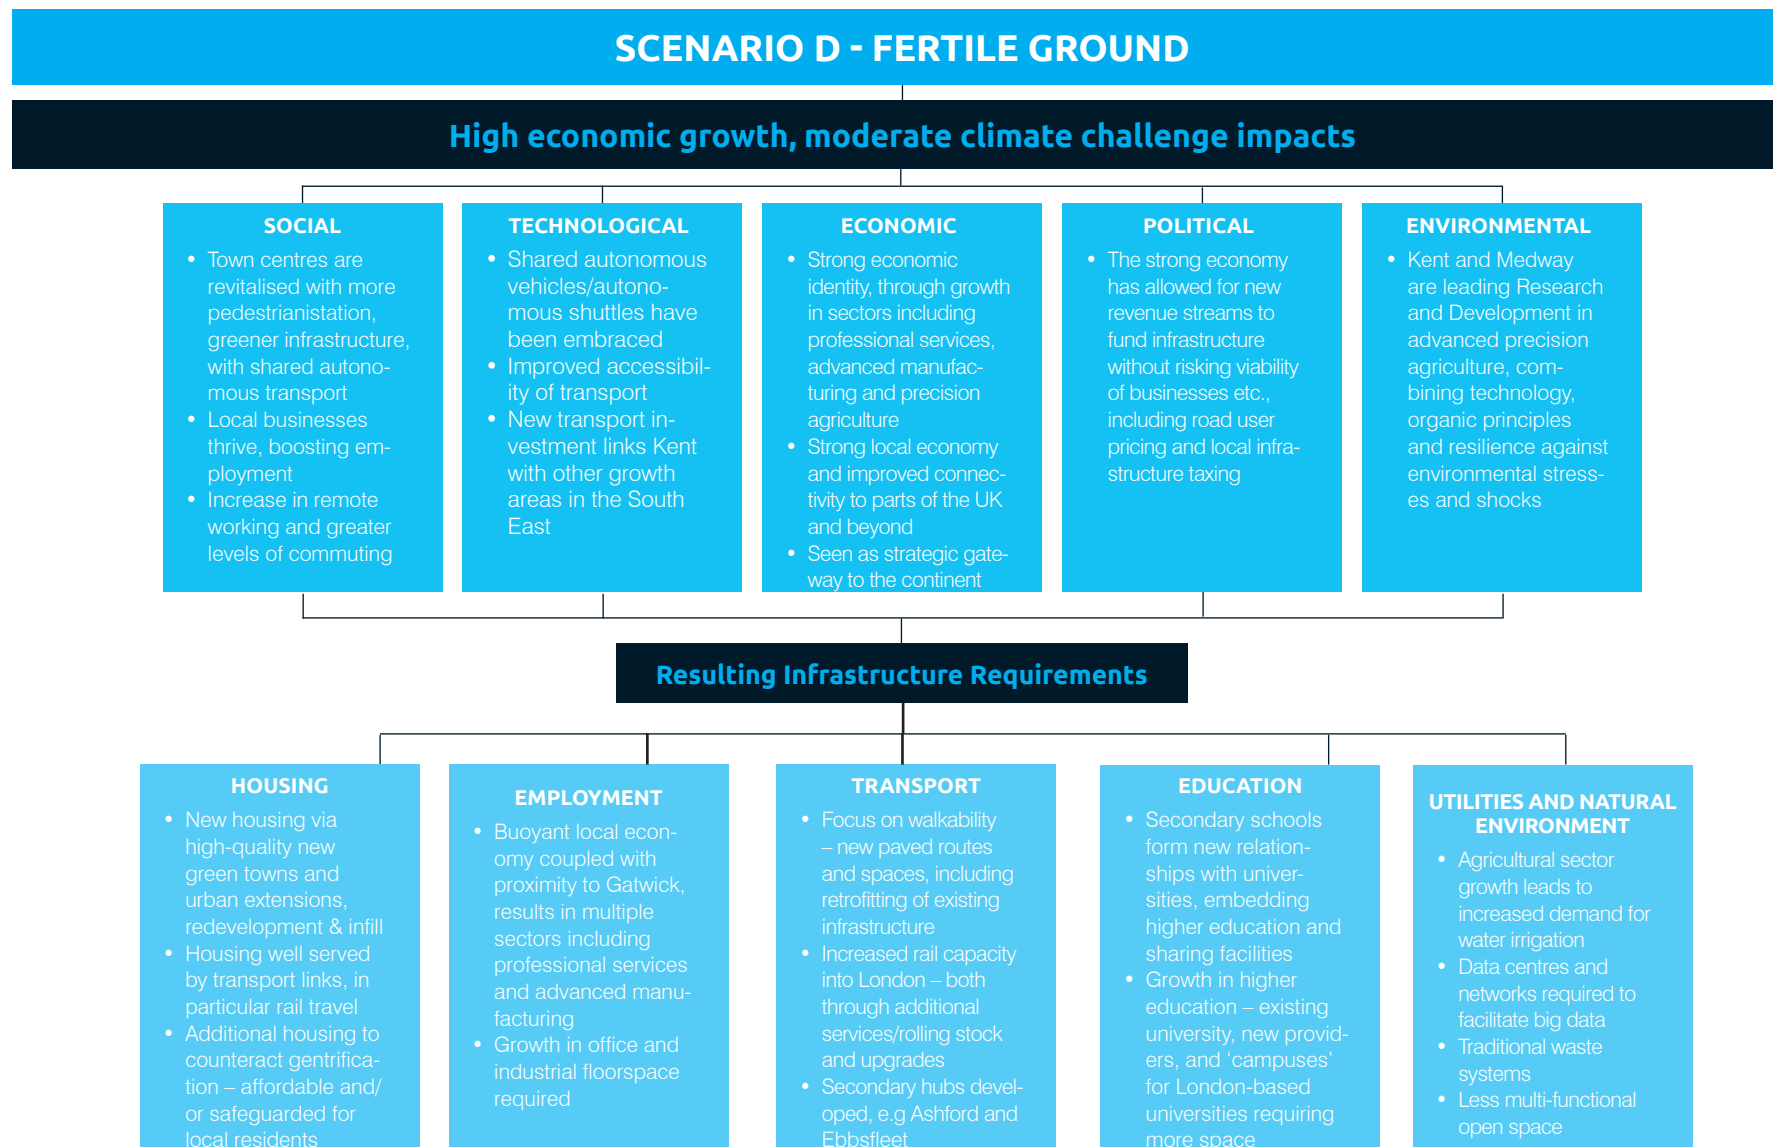 SCENARIO D - FERTILE GROUND
High economic growth, moderate climate challenge impacts
SOCIAL
• Town centres are
revitalised with more
pedestrianistation,
greener infrastructure,
with shared autono-
mous transport
• Local businesses
thrive, boosting em-
ployment
• Increase in remote
working and greater
levels of commuting
TECHNOLOGICAL
• Shared autonomous
vehicles/autono-
mous shuttles have
been embraced
• Improved accessibil-
ity of transport
• New transport in-
vestment links Kent
with other growth
areas in the South
East
ECONOMIC
• Strong economic
identity, through growth
in sectors including
professional services,
advanced manufac-
turing and precision
agriculture
• Strong local economy
and improved connec-
tivity to parts of the UK
and beyond
• Seen as strategic gate-
way to the continent
POLITICAL
• The strong economy
has allowed for new
revenue streams to
fund infrastructure
without risking viability
of businesses etc.,
including road user
pricing and local infra-
structure taxing
ENVIRONMENTAL
• Kent and Medway
are leading Research
and Development in
advanced precision
agriculture, com-
bining technology,
organic principles
and resilience against
environmental stress-
es and shocks
Resulting Infrastructure Requirements
HOUSING
• New housing via
high-quality new
green towns and
urban extensions,
redevelopment & infill
• Housing well served
by transport links, in
particular rail travel
• Additional housing to
counteract gentrifica-
tion – affordable and/
or safeguarded for
local residents
EMPLOYMENT
• Buoyant local econ-
omy coupled with
proximity to Gatwick,
results in multiple
sectors including
professional services
and advanced manu-
facturing
• Growth in office and
industrial floorspace
required
TRANSPORT
• Focus on walkability
– new paved routes
and spaces, including
retrofitting of existing
infrastructure
• Increased rail capacity
into London – both
through additional
services/rolling stock
and upgrades
• Secondary hubs devel-
oped, e.g Ashford and
Ebbsfleet
EDUCATION
• Secondary schools
form new relation-
ships with univer-
sities, embedding
higher education and
sharing facilities
• Growth in higher
education – existing
university, new provid-
ers, and ‘campuses’
for London-based
universities requiring
more space
UTILITIES AND NATURAL
ENVIRONMENT
• Agricultural sector
growth leads to
increased demand for
water irrigation
• Data centres and
networks required to
facilitate big data
• Traditional waste
systems
• Less multi-functional
open space